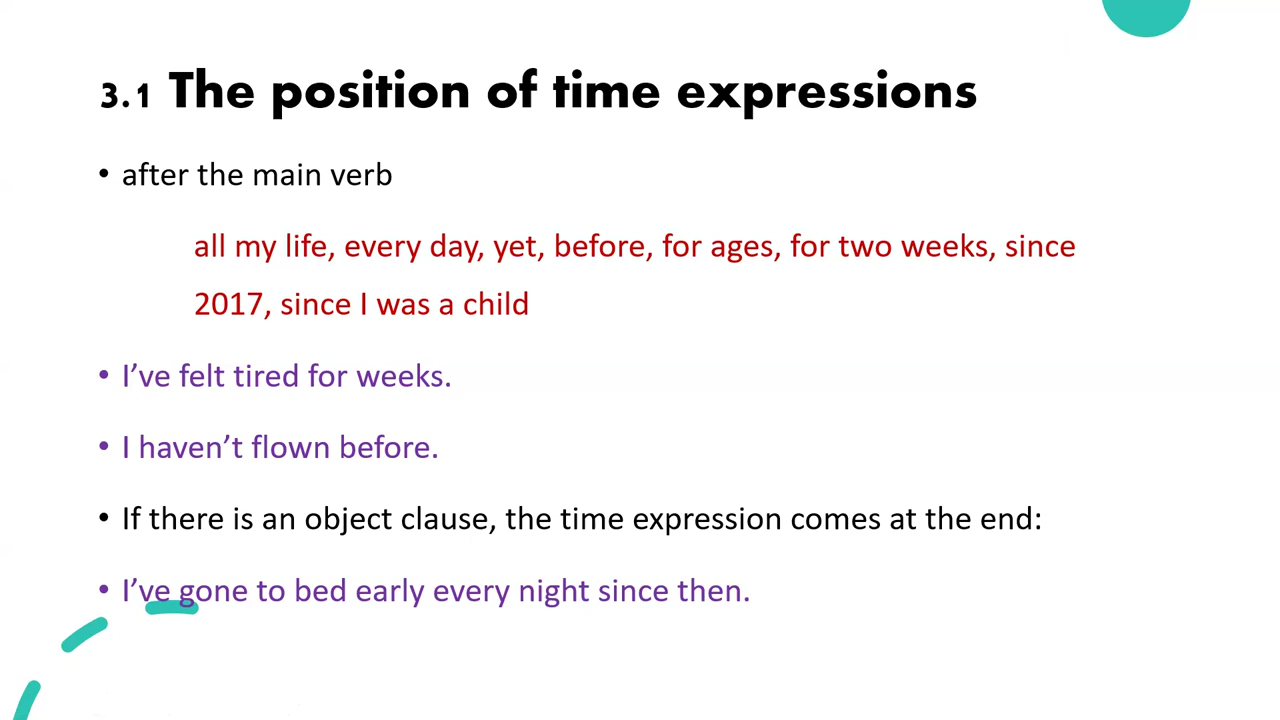 3.1 The position of time expressions
• after the main verb
all my life, every day, yet, before, for ages, for two weeks, since
2017, since I was a child
• I’ve felt tired for weeks.
• I haven’t flown before.
• If there is an object clause, the time expression comes at the end:
• I’ve gone to bed early every night since then.